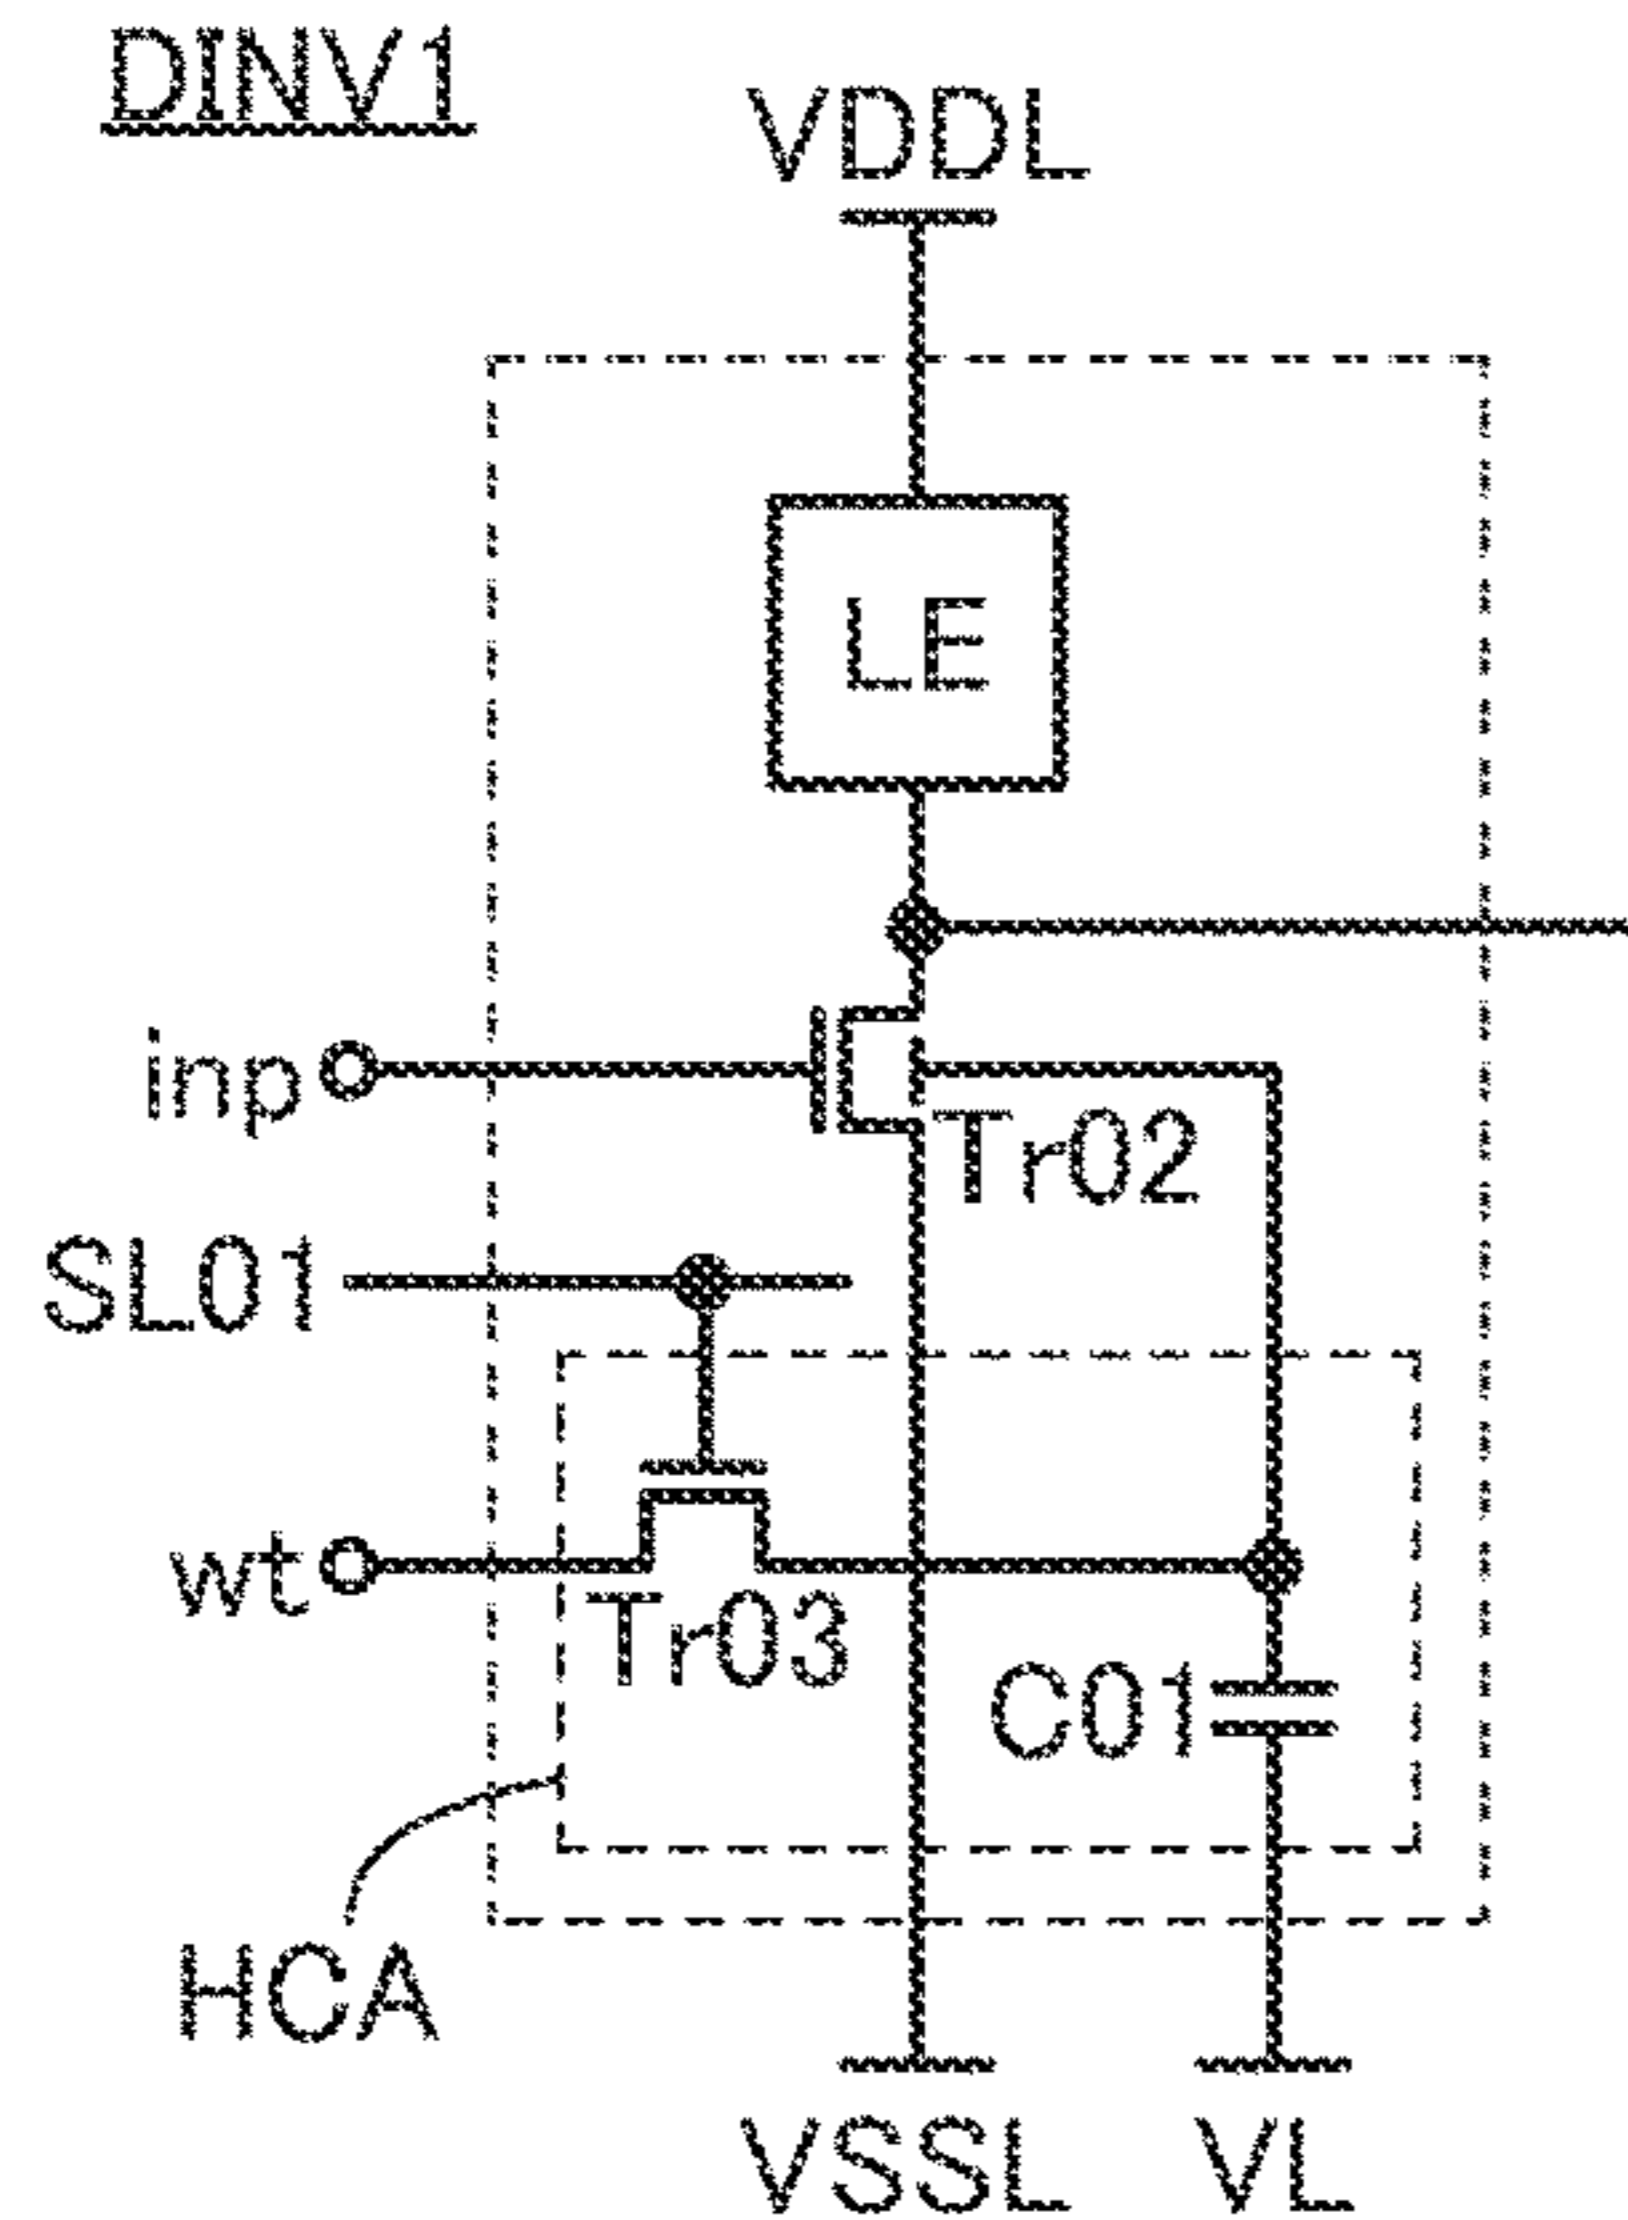 DINV1
VDDL
LE
inp
Tr02
SL01
wt
Tr03
C01
HCA
VSSL VL